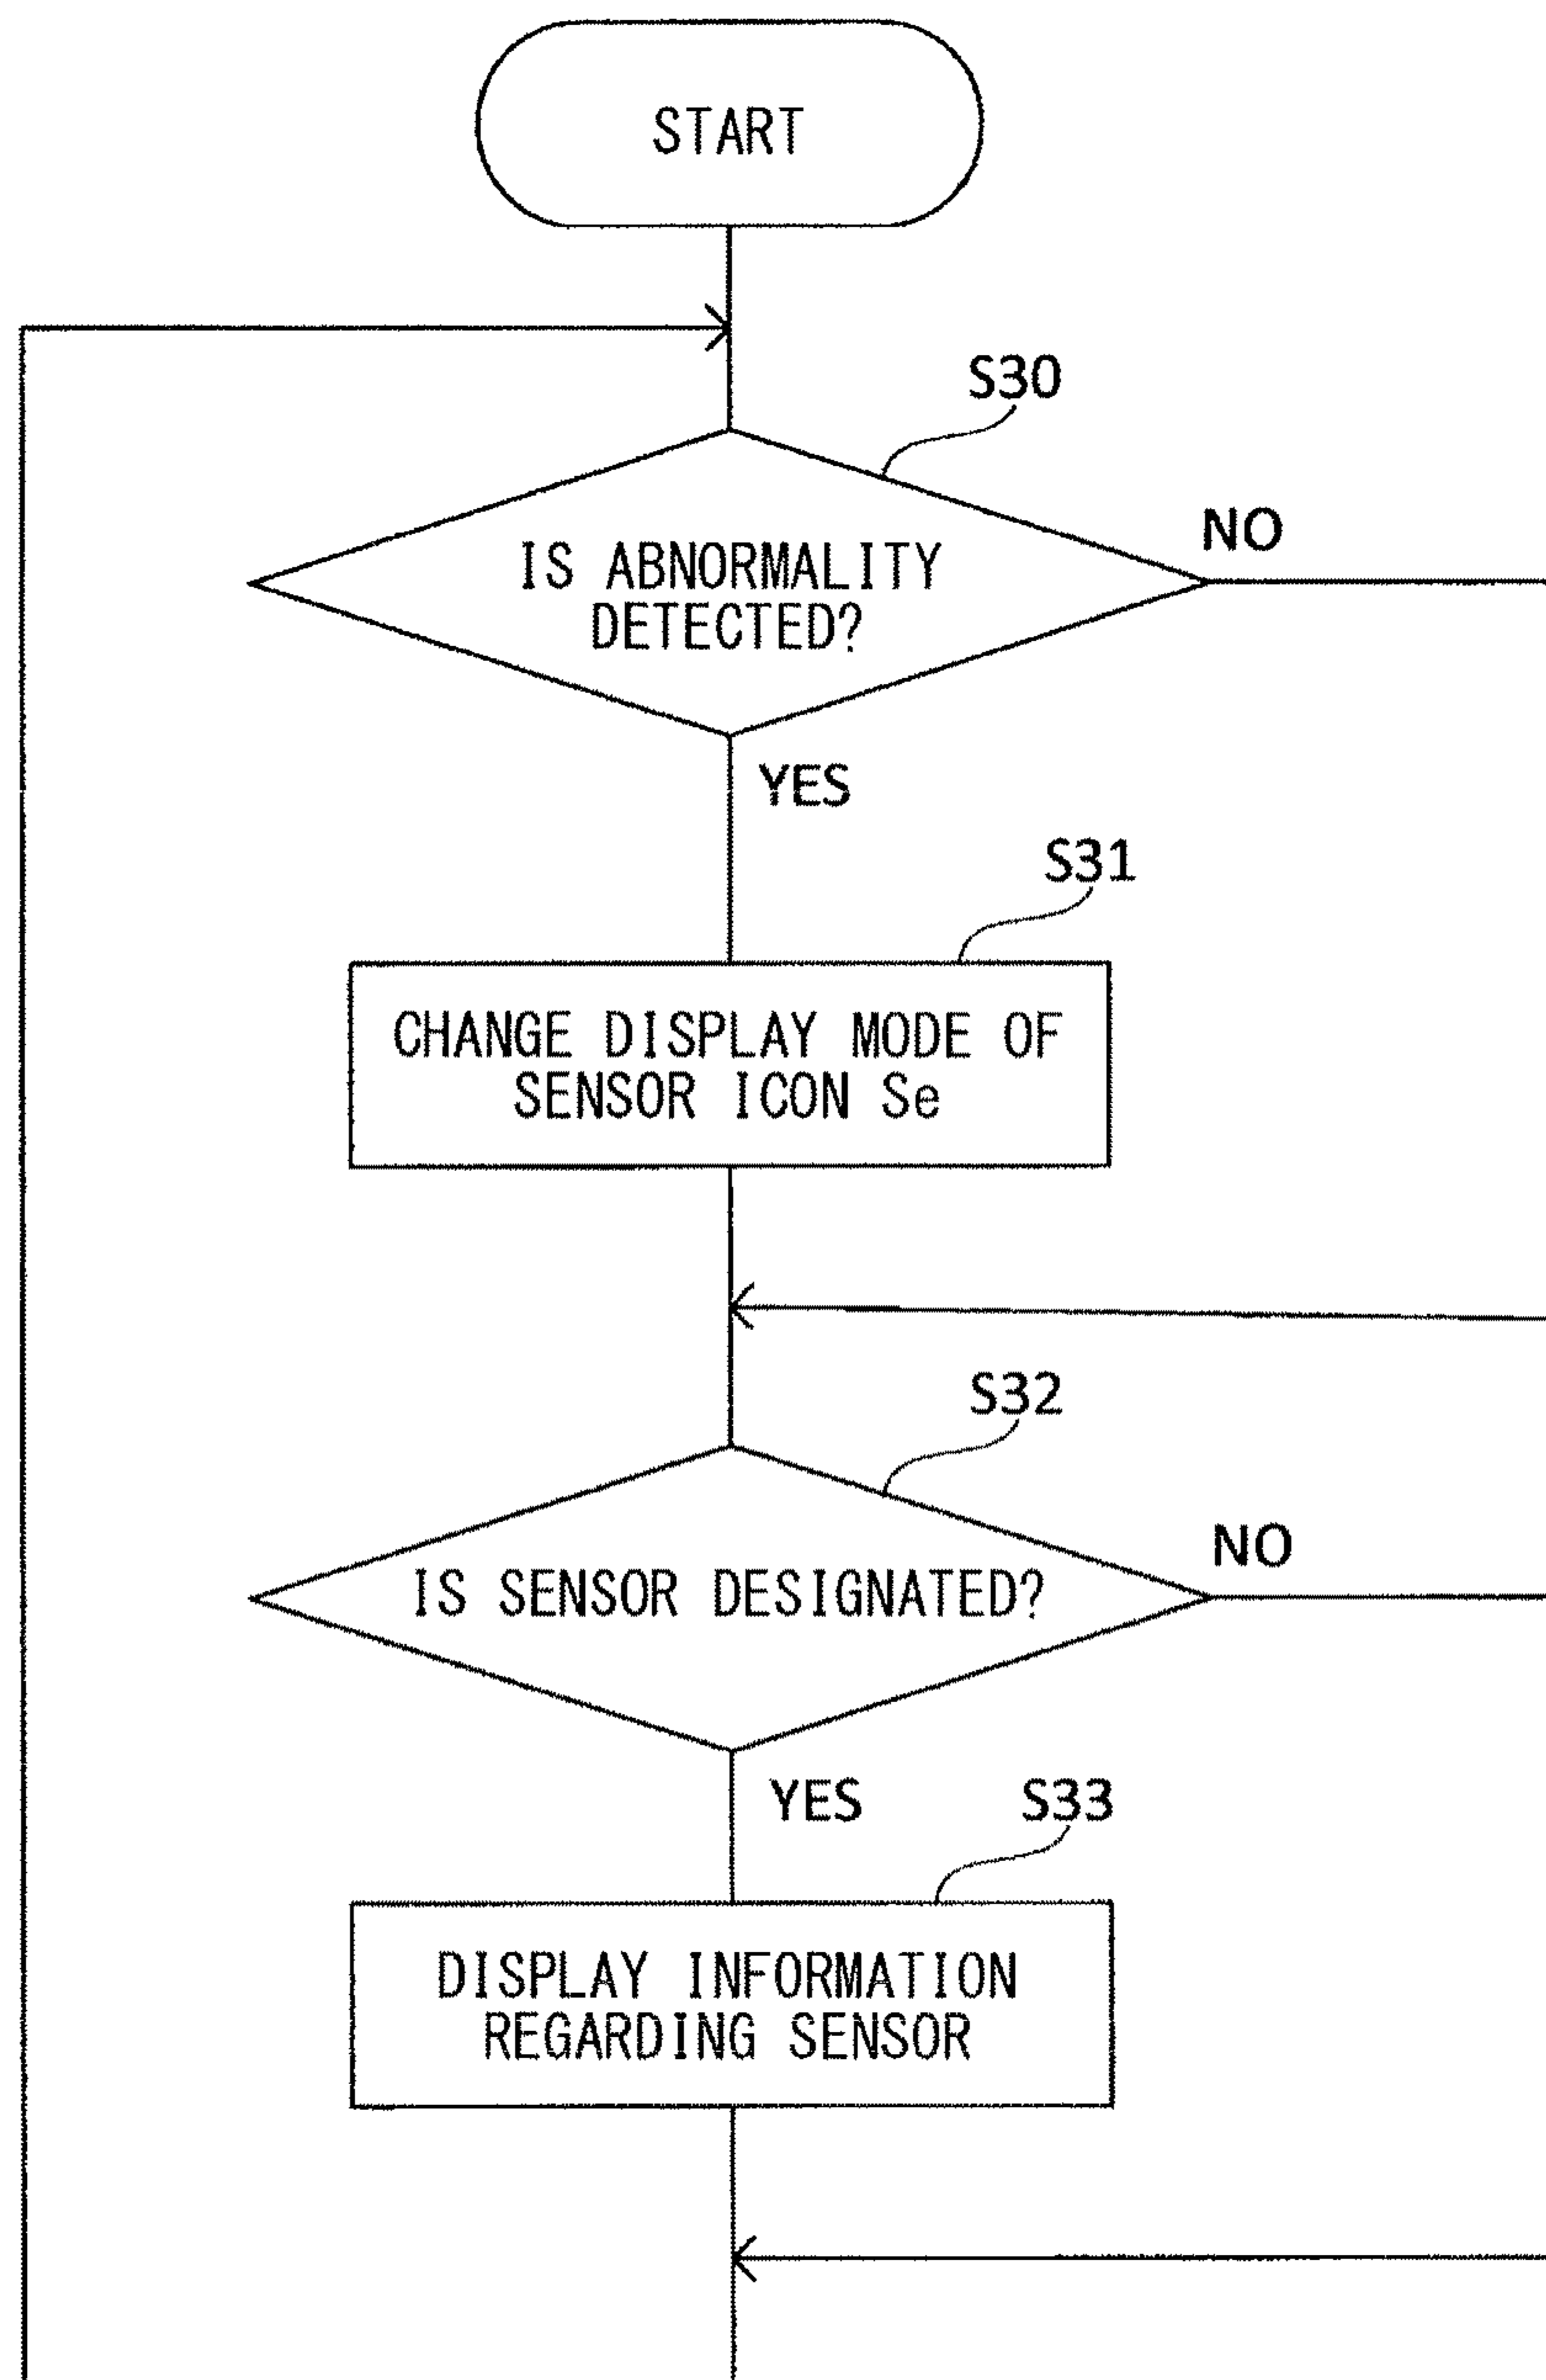 START
S30
NO
IS ABNORMALITY
DETECTED?
YES
S31
CHANGE DISPLAY MODE OF
SENSOR ICON Se
S32
NO
IS SENSOR DESIGNATED?
YES
S33
DISPLAY INFORMATION
REGARDING SENSOR